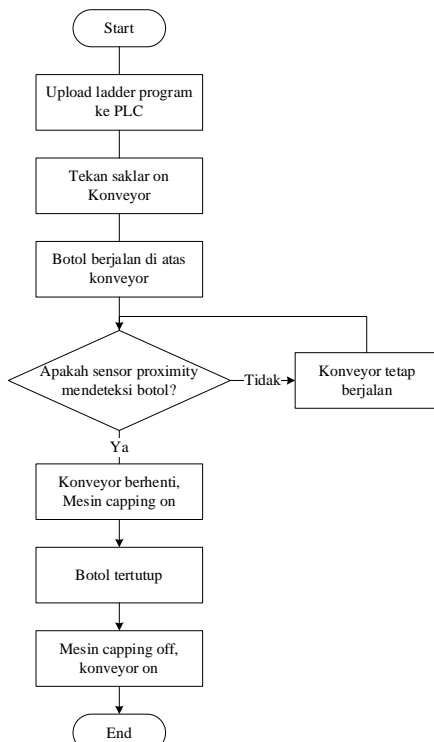 Start
Upload ladder program
ke PLC
Tekan saklar on
Konveyor
Botol berjalan di atas
konveyor
Apakah sensor proximity
mendeteksi botol?
Tidak
Konveyor tetap
berjalan
Ya
Konveyor berhenti,
Mesin capping on
Botol tertutup
Mesin capping off,
konveyor on
End